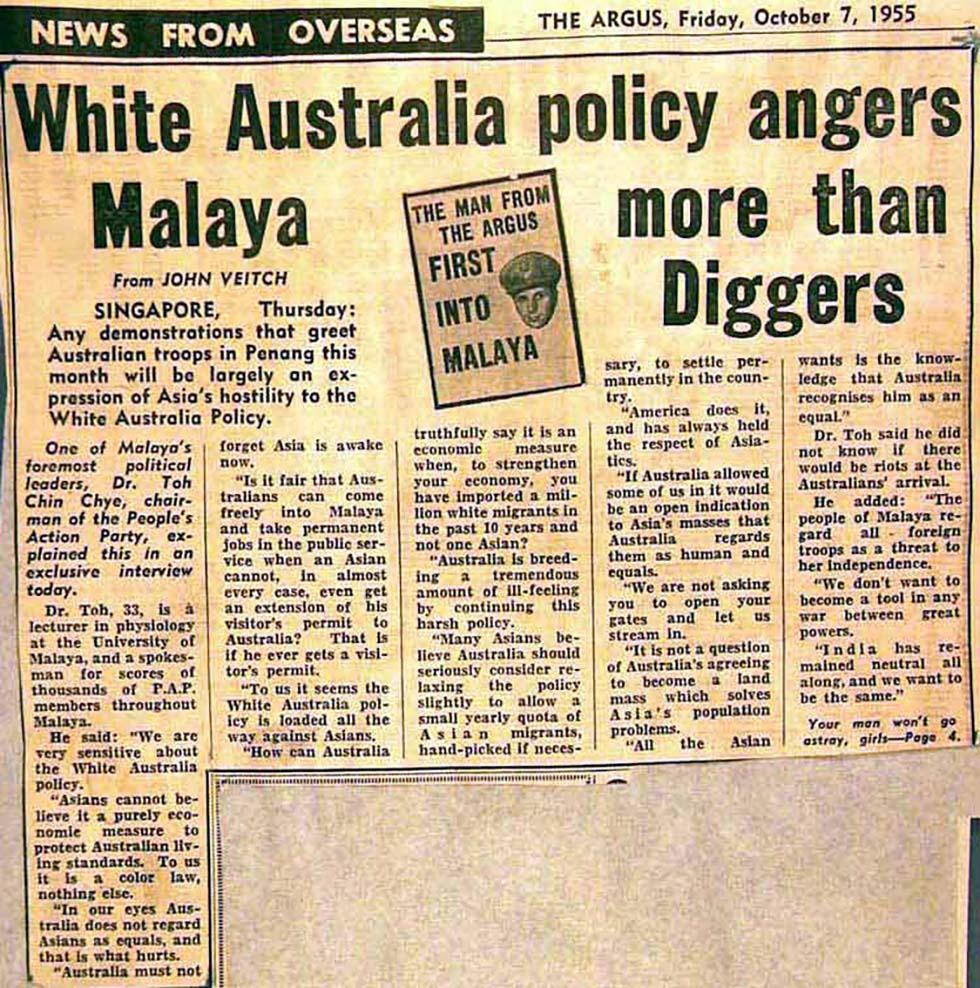 NEWS FROM OVERSEAS
THE ARGUS, Friday, October 7, 1955
White Australia policy angers
Malaya
more than
Diggers
THE MAN FROM
THE ARGUS
FIRST
INTO
MALAYA
From JOHN VEITCH
SINGAPORE, Thursday:
Any demonstrations that greet
Australian troops in Penang this
month will be largely an ex-
pression of Asia's hostility to the
White Australia Policy.
One of Malaya's
foremost political
leaders, Dr. Toh
Chin Chye, chair-
man of the People's
Action Party, ex-
plained this in an
exclusive interview
today.
Dr. Toh, 33, is a
lecturer in physiology
at the University of
Malaya, and a spokes-
man for scores of
thousands of P.A.P.
members throughout
Malaya.
He said: "We are
very sensitive about
the White Australia
policy.
"Asians cannot be-
lieve it a purely eco-
nomic measure to
protect Australian liv-
ing standards. To us
it is a color law,
nothing else.
"In our eyes Aus-
tralia does not regard
Asians as equals, and
that is what hurts.
"Australia must not
forget Asia is awake
now.
"Is it fair that Aus-
tralians can come
freely into Malaya
and take permanent
jobs in the public ser-
vice when an Asian
cannot, in almost
every case, even get
an extension of his
visitor's permit to
Australia? That is
if he ever gets a visi-
tor's permit.
"To us it seems the
White Australia pol-
icy is loaded all the
way against Asians.
"How can Australia
truthfully say it is an
economic measure
when, to strengthen
your economy, you
have imported a mil-
lion white migrants in
the past 10 years and
not one Asian?
"Australia is breed-
ing a tremendous
amount of ill-feeling
by continuing this
harsh policy.
"Many Asians be-
lieve Australia should
seriously consider re-
laxing the policy
slightly to allow a
small yearly quota of
Asian migrants,
hand-picked if neces-
sary, to settle per-
manently in the coun-
try.
"America does it,
and has always held
the respect of Asia-
tics.
"If Australia allowed
some of us in it would
be an open indication
to Asia's masses that
Australia regards
them as human and
equals.
"We are not asking
you to open your
gates and let us
stream in.
"It is not a question
of Australia's agreeing
to become a land
mass which solves
Asia's population
problems.
"All the Asian
wants is the know-
ledge that Australia
recognises him as an
equal."
Dr. Toh said he did
not know if there
would be riots at the
Australians' arrival.
He added: "The
people of Malaya re-
gard all - foreign
troops as a threat to
her independence.
"We don't want to
become a tool in any
war between great
powers.
"India has re-
mained neutral all
along, and we want to
be the same."
Your man won't go
astray, girls—Page 4.